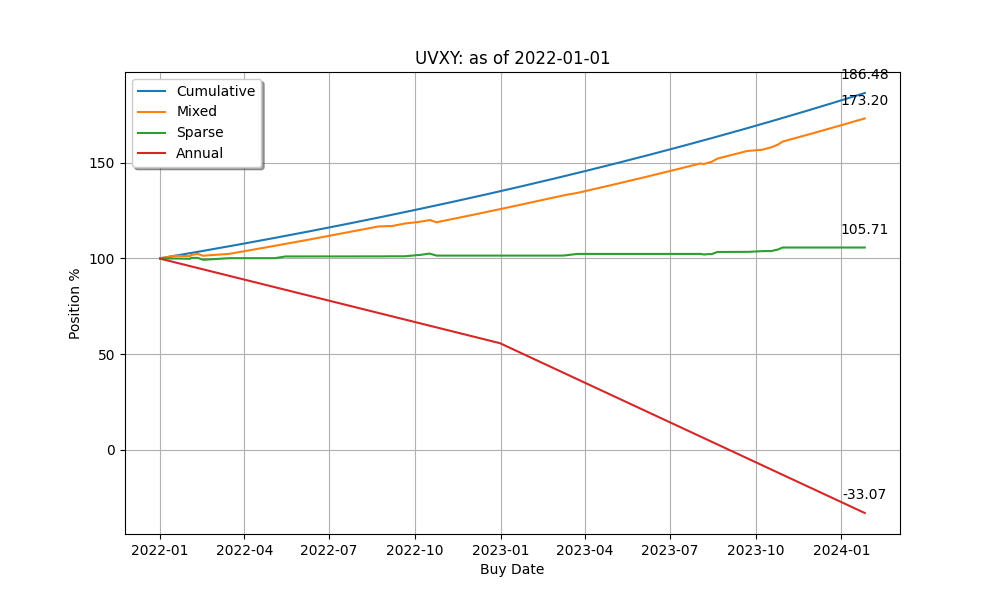 UVXY: as of 2022-01-01
Cumulative
Mixed
Sparse
Annual
186.48
173.20
105.71
-33.07
Position %
150
100
50
0
2022-01 2022-04 2022-07 2022-10 2023-01 2023-04 2023-07 2023-10 2024-01
Buy Date